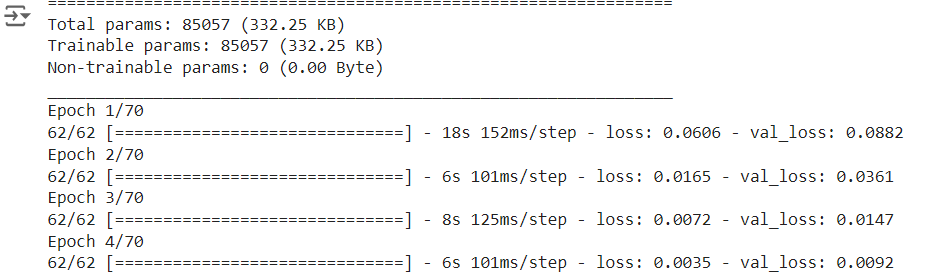 =================================================================
Total params: 85057 (332.25 KB)
Trainable params: 85057 (332.25 KB)
Non-trainable params: 0 (0.00 Byte)
_________________________________________________________________
Epoch 1/70
62/62 [==============================] - 18s 152ms/step - loss: 0.0606 - val_loss: 0.0882
Epoch 2/70
62/62 [==============================] - 6s 101ms/step - loss: 0.0165 - val_loss: 0.0361
Epoch 3/70
62/62 [==============================] - 8s 125ms/step - loss: 0.0072 - val_loss: 0.0147
Epoch 4/70
62/62 [==============================] - 6s 101ms/step - loss: 0.0035 - val_loss: 0.0092